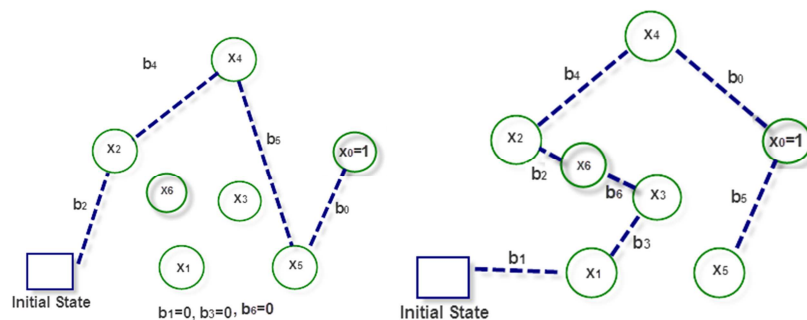 x4
b4
x2
b5
x0=1
x6
x3
b2
b0
x1
x5
Initial State
b1=0, b3=0, b6=0
x4
b4
b0
x2
x0=1
x6
b2
b6
x3
b5
b3
b1
x1
x5
Initial State